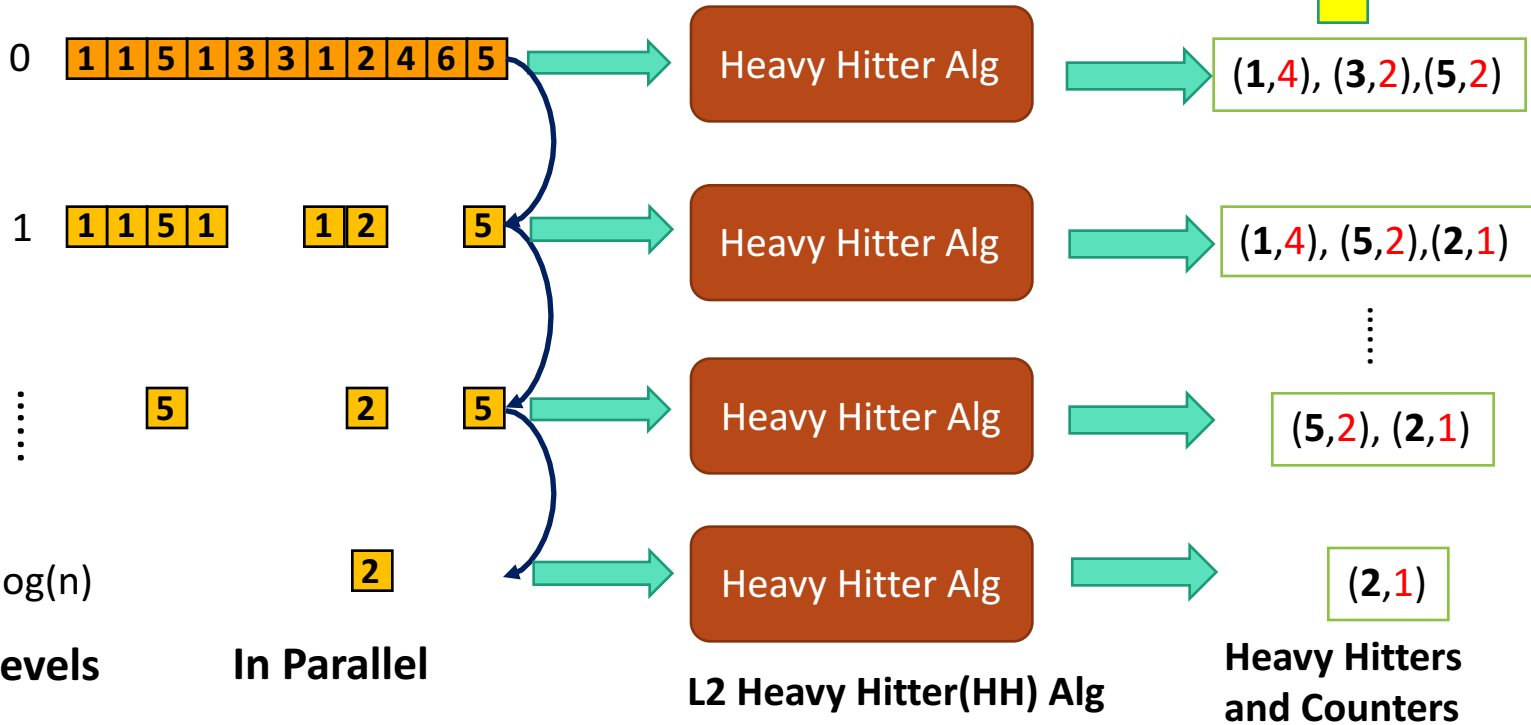 0 1 1 5 1 3 3 1 2 4 6 5 Heavy Hitter Alg (1,4), (3,2),(5,2)
1 1 1 5 1 1 2 5 Heavy Hitter Alg (1,4), (5,2),(2,1)
......
...... 5 2 5 Heavy Hitter Alg (5,2), (2,1)
og(n) 2 Heavy Hitter Alg (2,1)
evels In Parallel L2 Heavy Hitter(HH) Alg Heavy Hitters
and Counters